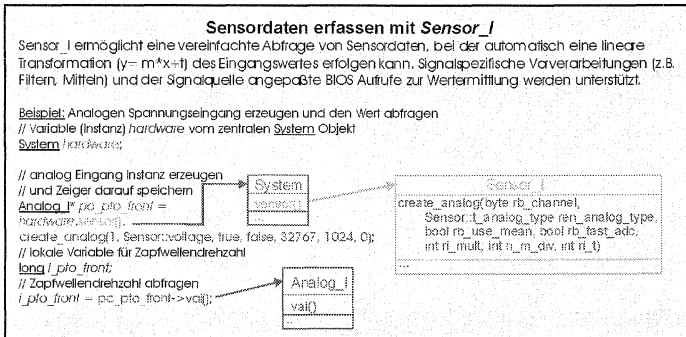 Sensordaten erfassen mit Sensor_I
Sensor_I ermöglicht eine vereinfachte Abfrage von Sensordaten, bei der automatisch eine lineare
Transformation (y= m*x+t) des Eingangswertes erfolgen kann. Signalspezifische Vorverarbeitungen (z.B.
Filtern, Mitteln) und der Signalquelle angepaßte BIOS Aufrufe zur Wertermittlung werden unterstützt.
Beispiel: Analogen Spannungseingang erzeugen und den Wert abfragen
// Variable (Instanz) hardware vom zentralen System Objekt
System hardware;
// analog Eingang Instanz erzeugen
// und Zeiger darauf speichern
Analog_I* pc_pto_front =
hardware.sensor().
create_analog(1, Sensor::voltage, true, false, 32767, 1024, 0);
// lokale Variable für Zapfwellendrehzahl
long i_pto_front;
// Zapfwellendrehzahl abfragen
i_pto_front = pc_pto_front->val();
System
sensor()
...
Sensor_I
create_analog(byte rb_channel,
Sensor::t_analog_type ren_analog_type,
bool rb_use_mean, bool rb_fast_adc,
int ri_mult, int ri_m_div, int ri_t)
...
Analog_I
val()
...